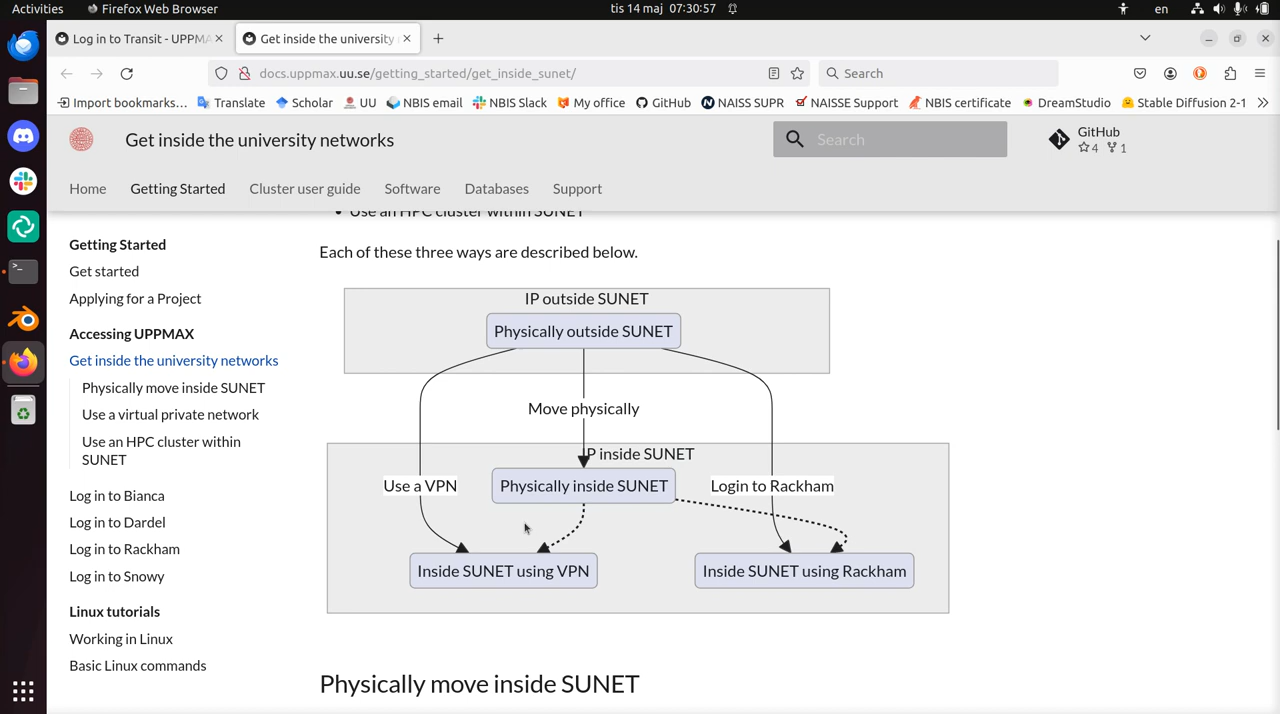 Activities
Firefox Web Browser
tis 14 maj 07:30:57
en
Log in to Transit - UPPMA
Get inside the university
docs.uppmax.uu.se/getting_started/get_inside_sunet/
Search
Import bookmarks...
Translate
Scholar
UU
NBIS email
NBIS Slack
My office
GitHub
NAISS SUPR
NAISSE Support
NBIS certificate
DreamStudio
Stable Diffusion 2-1
Get inside the university networks
Search
GitHub
4 1
Home
Getting Started
Cluster user guide
Software
Databases
Support
Getting Started
Get started
Applying for a Project
Accessing UPPMAX
Get inside the university networks
Physically move inside SUNET
Use a virtual private network
Use an HPC cluster within
SUNET
Log in to Bianca
Log in to Dardel
Log in to Rackham
Log in to Snowy
Linux tutorials
Working in Linux
Basic Linux commands
• Use an HPC cluster within SUNET
Each of these three ways are described below.
IP outside SUNET
Physically outside SUNET
Move physically
IP inside SUNET
Use a VPN
Physically inside SUNET
Login to Rackham
Inside SUNET using VPN
Inside SUNET using Rackham
Physically move inside SUNET